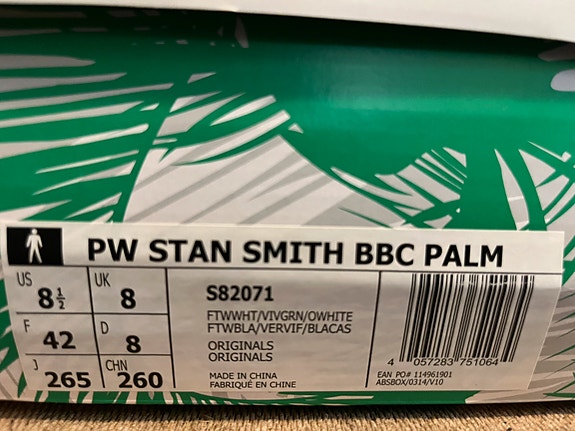 PW STAN SMITH BBC PALM
US 8½ UK 8
F 42 D 8
J 265 CHN 260
S82071
FTWWHT/VIVGRN/OWHITE
FTWBLA/VERVIF/BLACAS
ORIGINALS
ORIGINALS
MADE IN CHINA
FABRIQUÉ EN CHINE
4 057283 751064
EAN PO# 114961901
ABSBOX/0314/V10